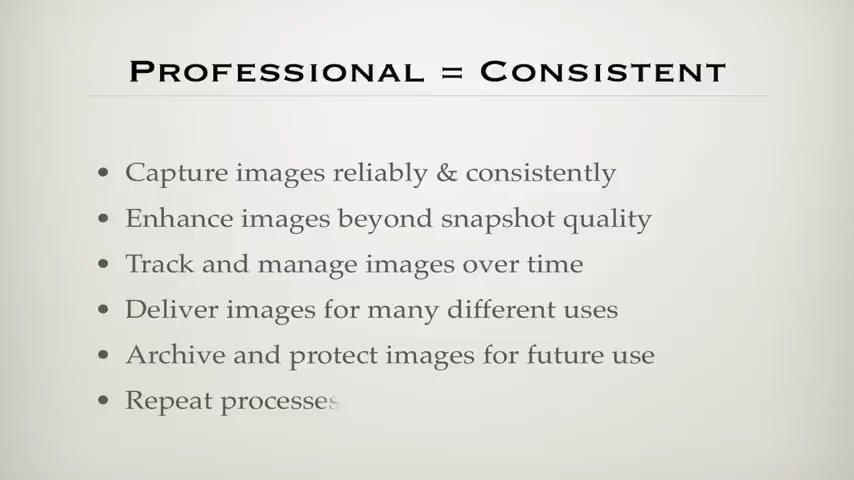 Professional = Consistent
• Capture images reliably & consistently
• Enhance images beyond snapshot quality
• Track and manage images over time
• Deliver images for many different uses
• Archive and protect images for future use
• Repeat processes